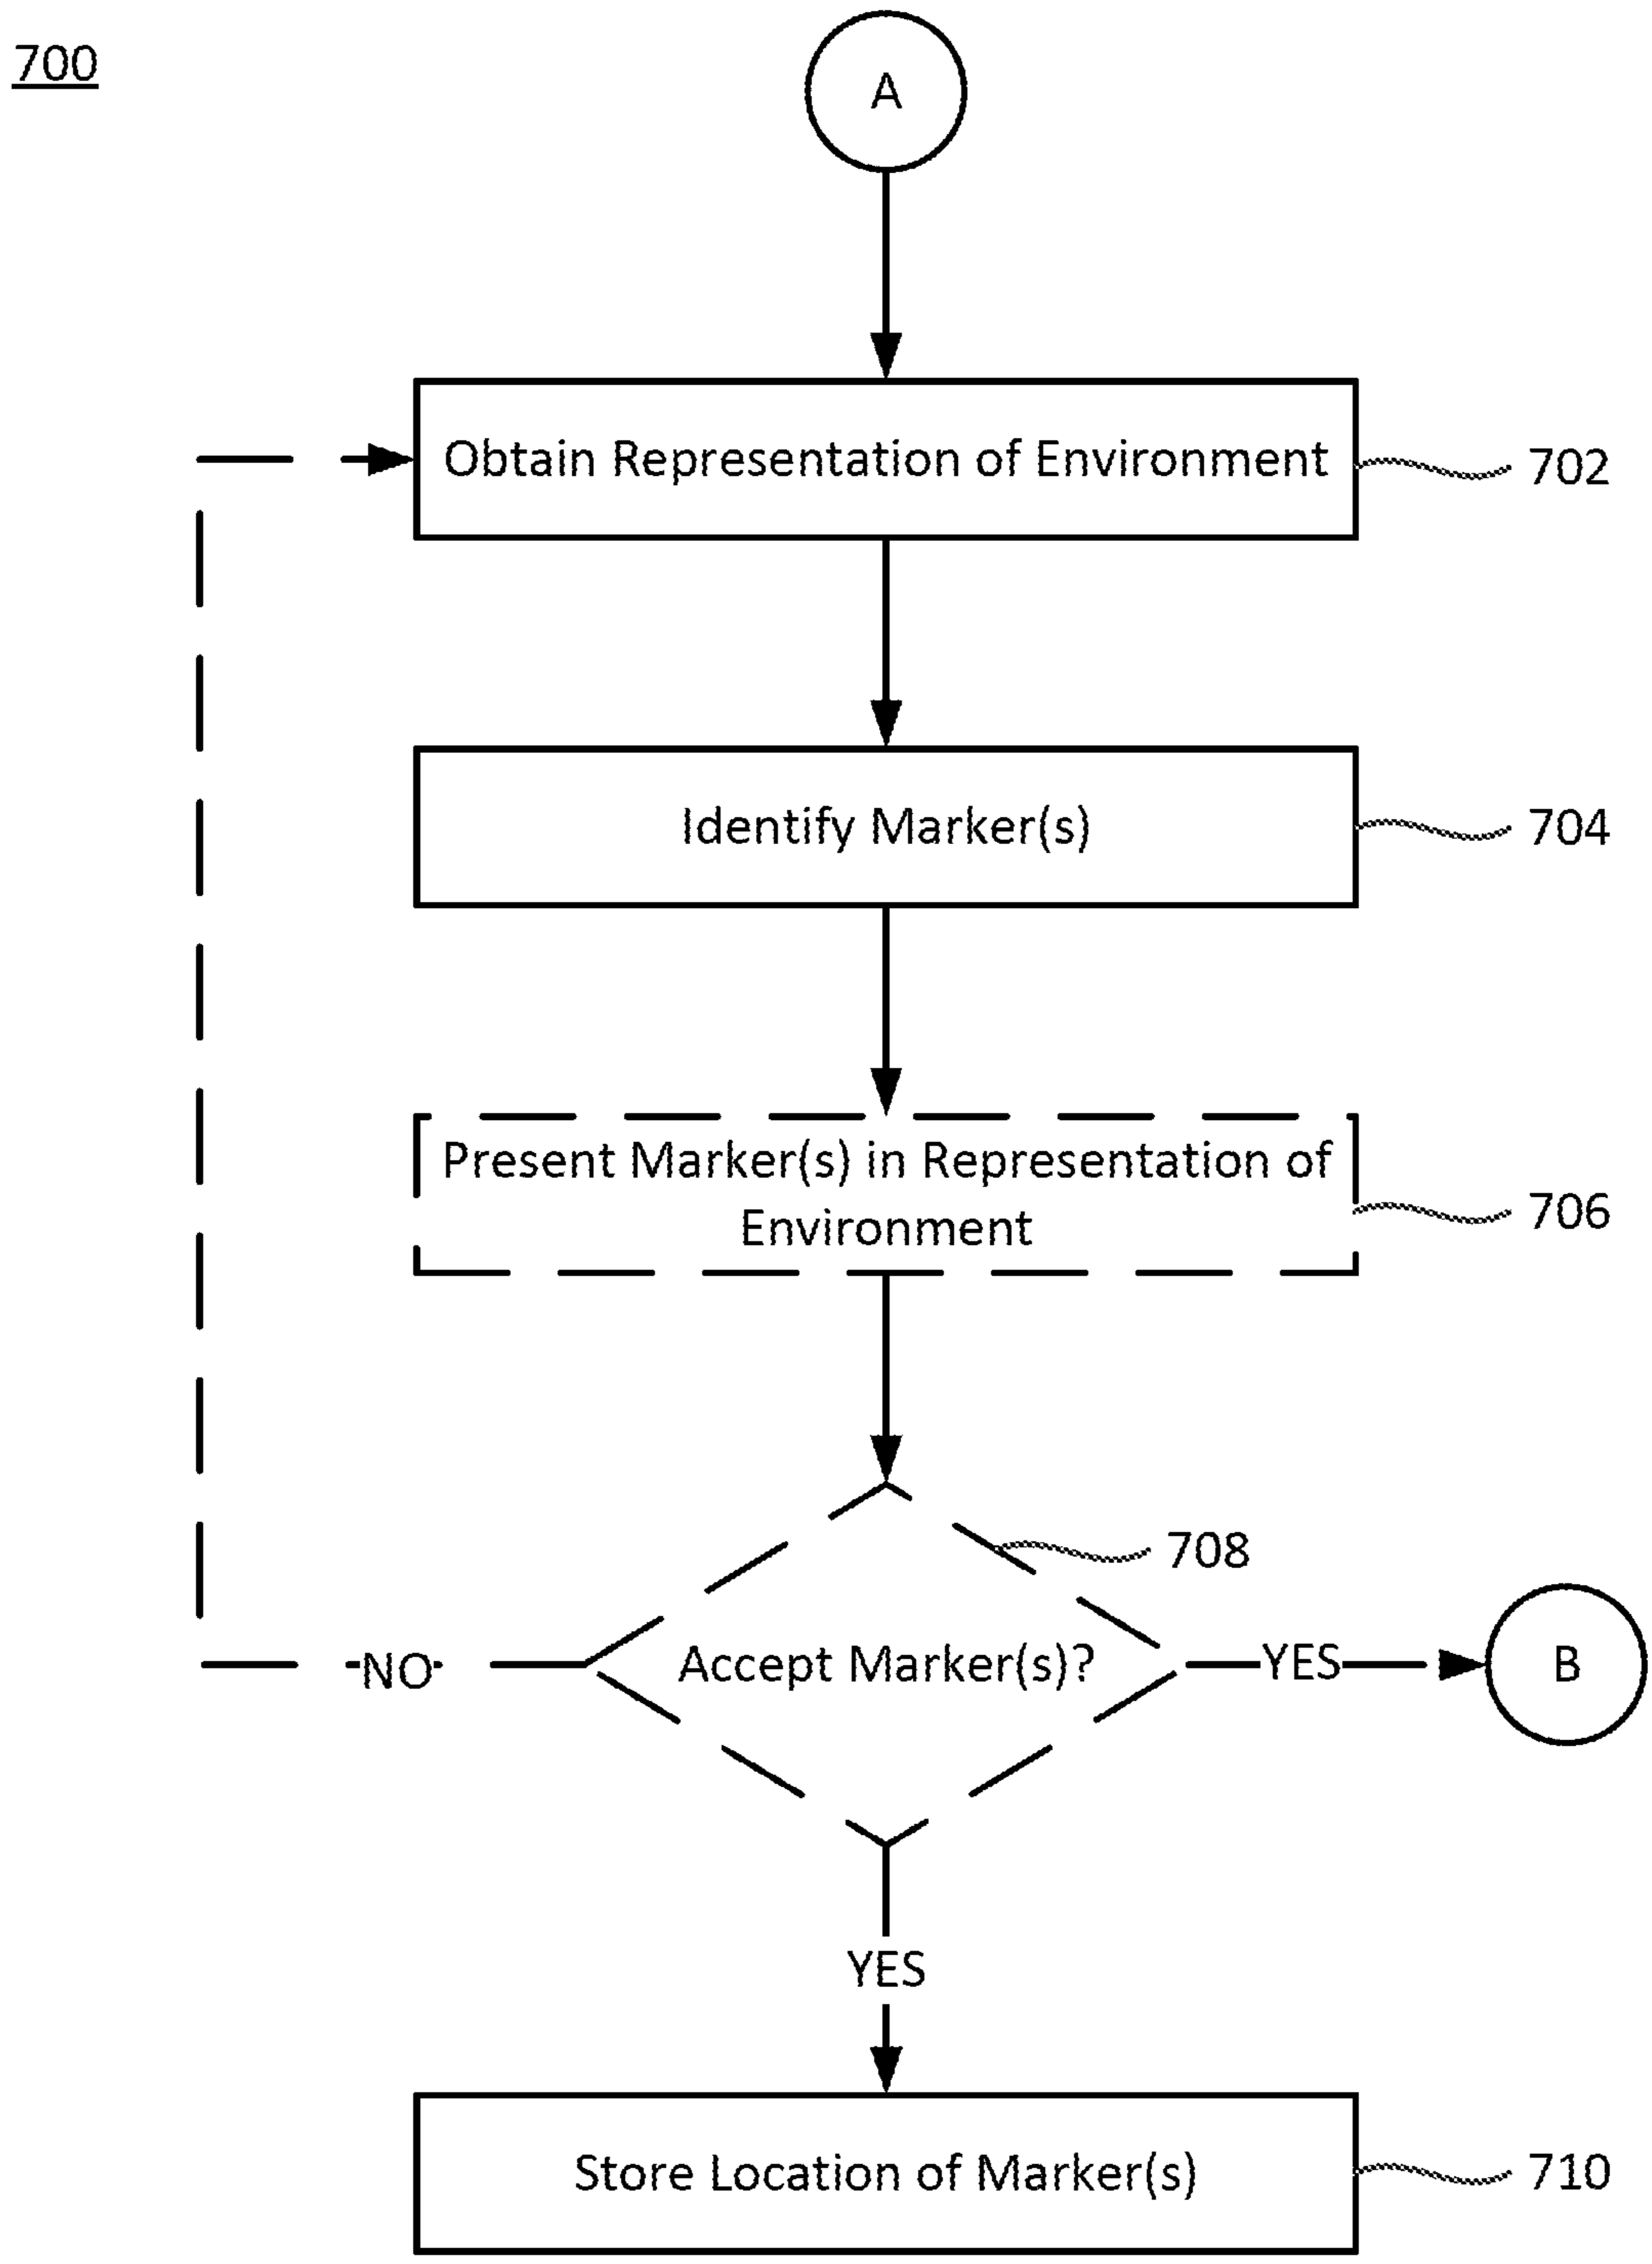 700
A
Obtain Representation of Environment
702
Identify Marker(s)
704
Present Marker(s) in Representation of
Environment
706
708
Accept Marker(s)?
NO
YES
B
YES
Store Location of Marker(s)
710